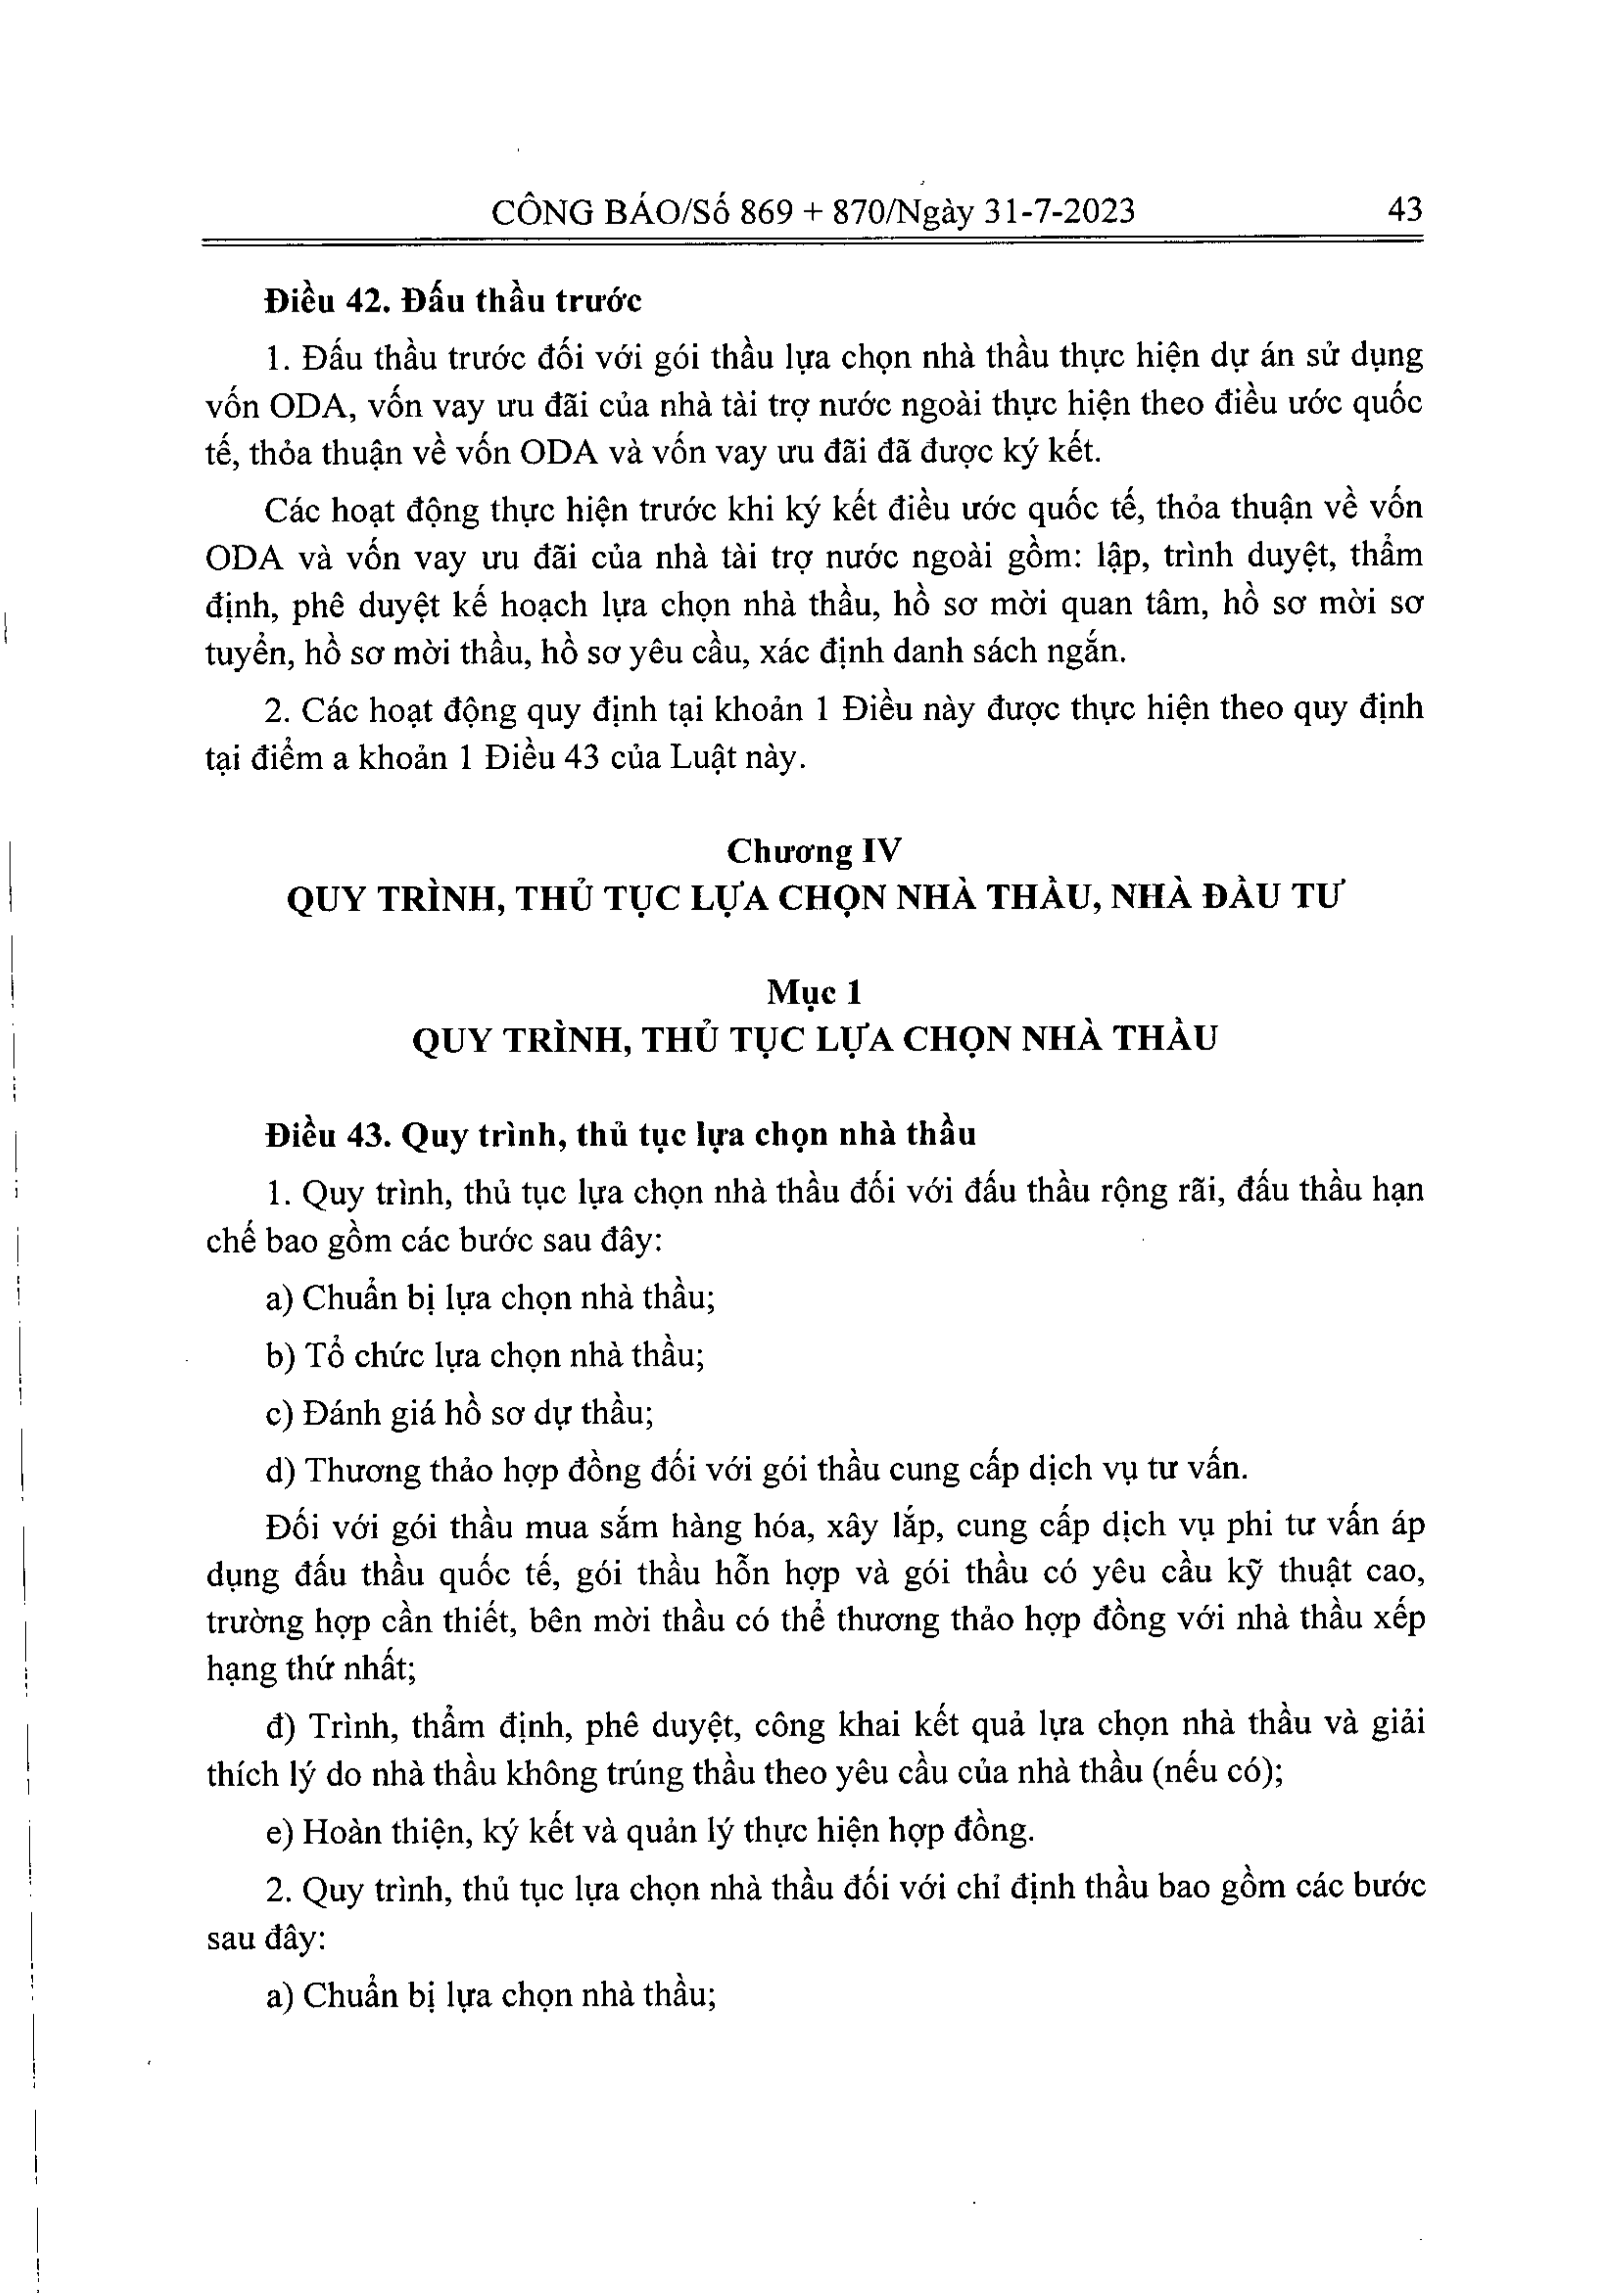 CÔNG BÁO/Số 869 + 870/Ngày 31-7-2023 43
Điều 42. Đấu thầu trước
1. Đấu thầu trước đối với gói thầu lựa chọn nhà thầu thực hiện dự án sử dụng
vốn ODA, vốn vay ưu đãi của nhà tài trợ nước ngoài thực hiện theo điều ước quốc
tế, thỏa thuận về vốn ODA và vốn vay ưu đãi đã được ký kết.
Các hoạt động thực hiện trước khi ký kết điều ước quốc tế, thỏa thuận về vốn
ODA và vốn vay ưu đãi của nhà tài trợ nước ngoài gồm: lập, trình duyệt, thẩm
định, phê duyệt kế hoạch lựa chọn nhà thầu, hồ sơ mời quan tâm, hồ sơ mời sơ
tuyển, hồ sơ mời thầu, hồ sơ yêu cầu, xác định danh sách ngắn.
2. Các hoạt động quy định tại khoản 1 Điều này được thực hiện theo quy định
tại điểm a khoản 1 Điều 43 của Luật này.
Chương IV
QUY TRÌNH, THỦ TỤC LỰA CHỌN NHÀ THẦU, NHÀ ĐẦU TƯ
Mục 1
QUY TRÌNH, THỦ TỤC LỰA CHỌN NHÀ THẦU
Điều 43. Quy trình, thủ tục lựa chọn nhà thầu
1. Quy trình, thủ tục lựa chọn nhà thầu đối với đấu thầu rộng rãi, đấu thầu hạn
chế bao gồm các bước sau đây:
a) Chuẩn bị lựa chọn nhà thầu;
b) Tổ chức lựa chọn nhà thầu;
c) Đánh giá hồ sơ dự thầu;
d) Thương thảo hợp đồng đối với gói thầu cung cấp dịch vụ tư vấn.
Đối với gói thầu mua sắm hàng hóa, xây lắp, cung cấp dịch vụ phi tư vấn áp
dụng đấu thầu quốc tế, gói thầu hỗn hợp và gói thầu có yêu cầu kỹ thuật cao,
trường hợp cần thiết, bên mời thầu có thể thương thảo hợp đồng với nhà thầu xếp
hạng thứ nhất;
đ) Trình, thẩm định, phê duyệt, công khai kết quả lựa chọn nhà thầu và giải
thích lý do nhà thầu không trúng thầu theo yêu cầu của nhà thầu (nếu có);
e) Hoàn thiện, ký kết và quản lý thực hiện hợp đồng.
2. Quy trình, thủ tục lựa chọn nhà thầu đối với chỉ định thầu bao gồm các bước
sau đây:
a) Chuẩn bị lựa chọn nhà thầu;